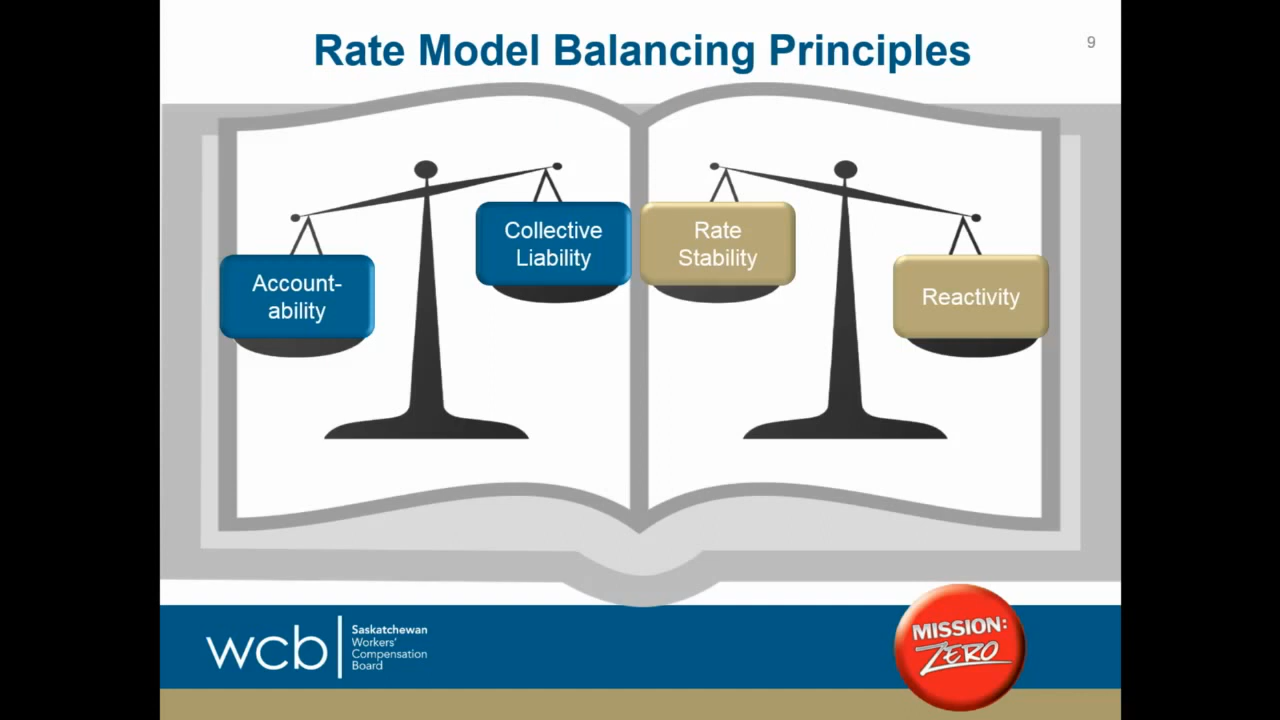 Rate Model Balancing Principles
9
Account-
ability
Collective
Liability
Rate
Stability
Reactivity
wcb
Saskatchewan
Workers'
Compensation
Board
MISSION:
ZERO